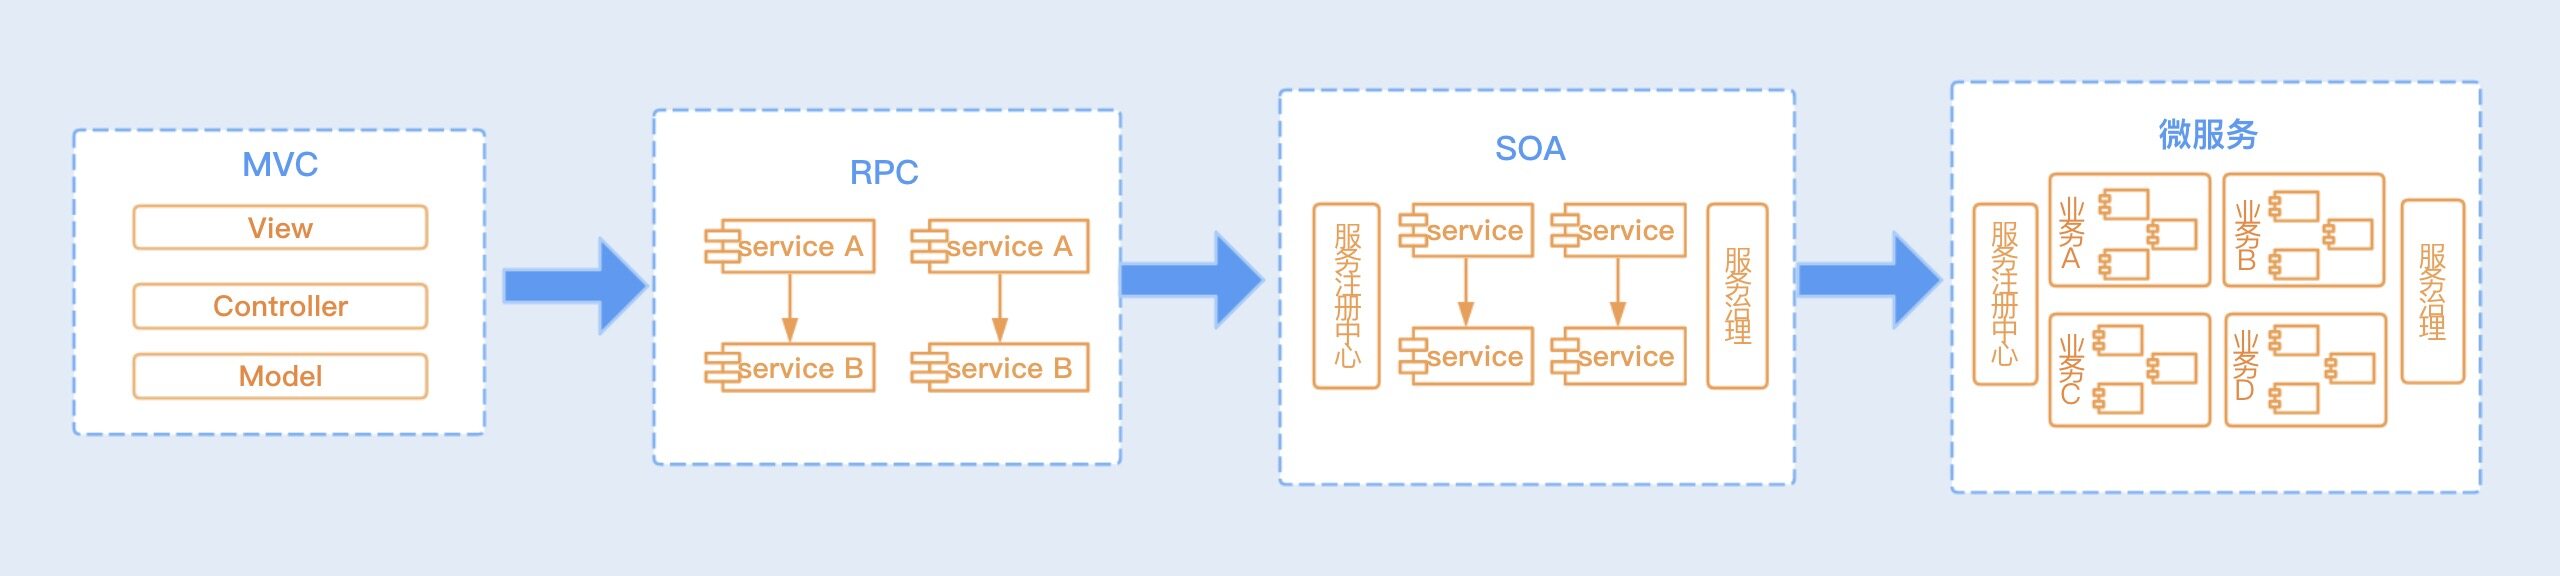 MVC
View
Controller
Model
RPC
service A
service A
service B
service B
SOA
服务注册中心
service
service
service
service
服务治理
微服务
服务注册中心
业务A
业务B
业务C
业务D
服务治理